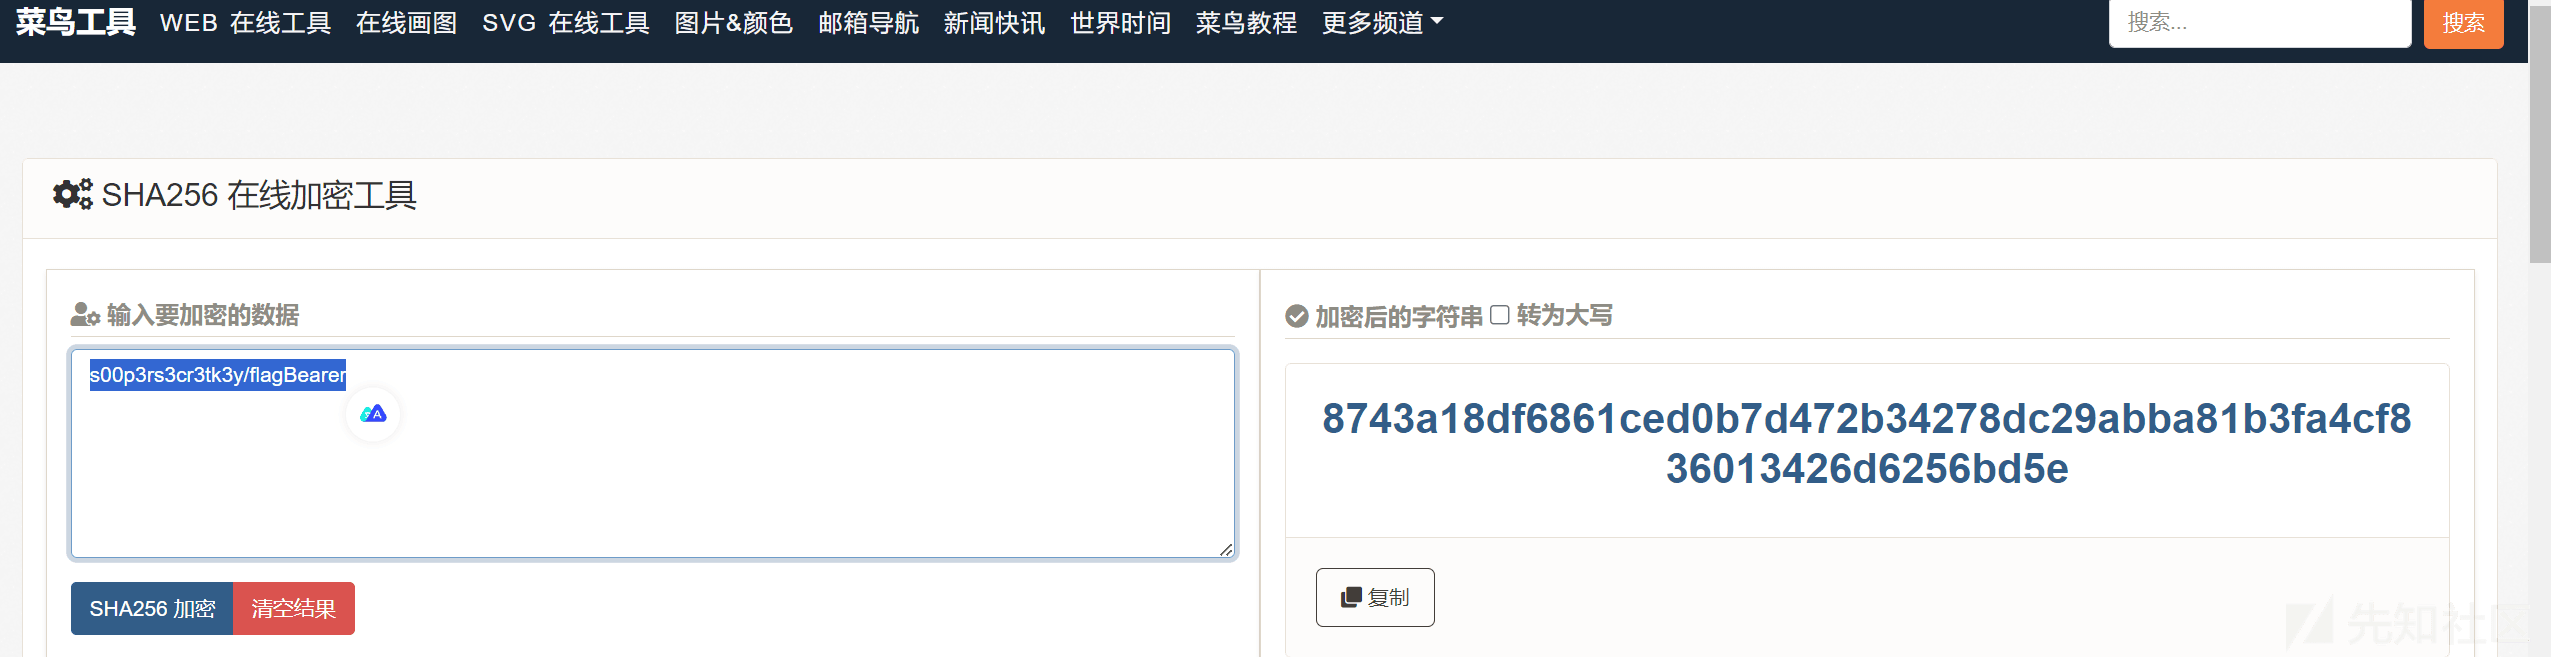 菜鸟工具 WEB 在线工具 在线画图 SVG 在线工具 图片&颜色 邮箱导航 新闻快讯 世界时间 菜鸟教程 更多频道 搜索... 搜索
SHA256 在线加密工具
输入要加密的数据
s00p3rs3cr3tk3y/flagBearer
SHA256 加密 清空结果
加密后的字符串 转为大写
8743a18df6861ced0b7d472b34278dc29abba81b3fa4cf8
36013426d6256bd5e
复制
先知社区